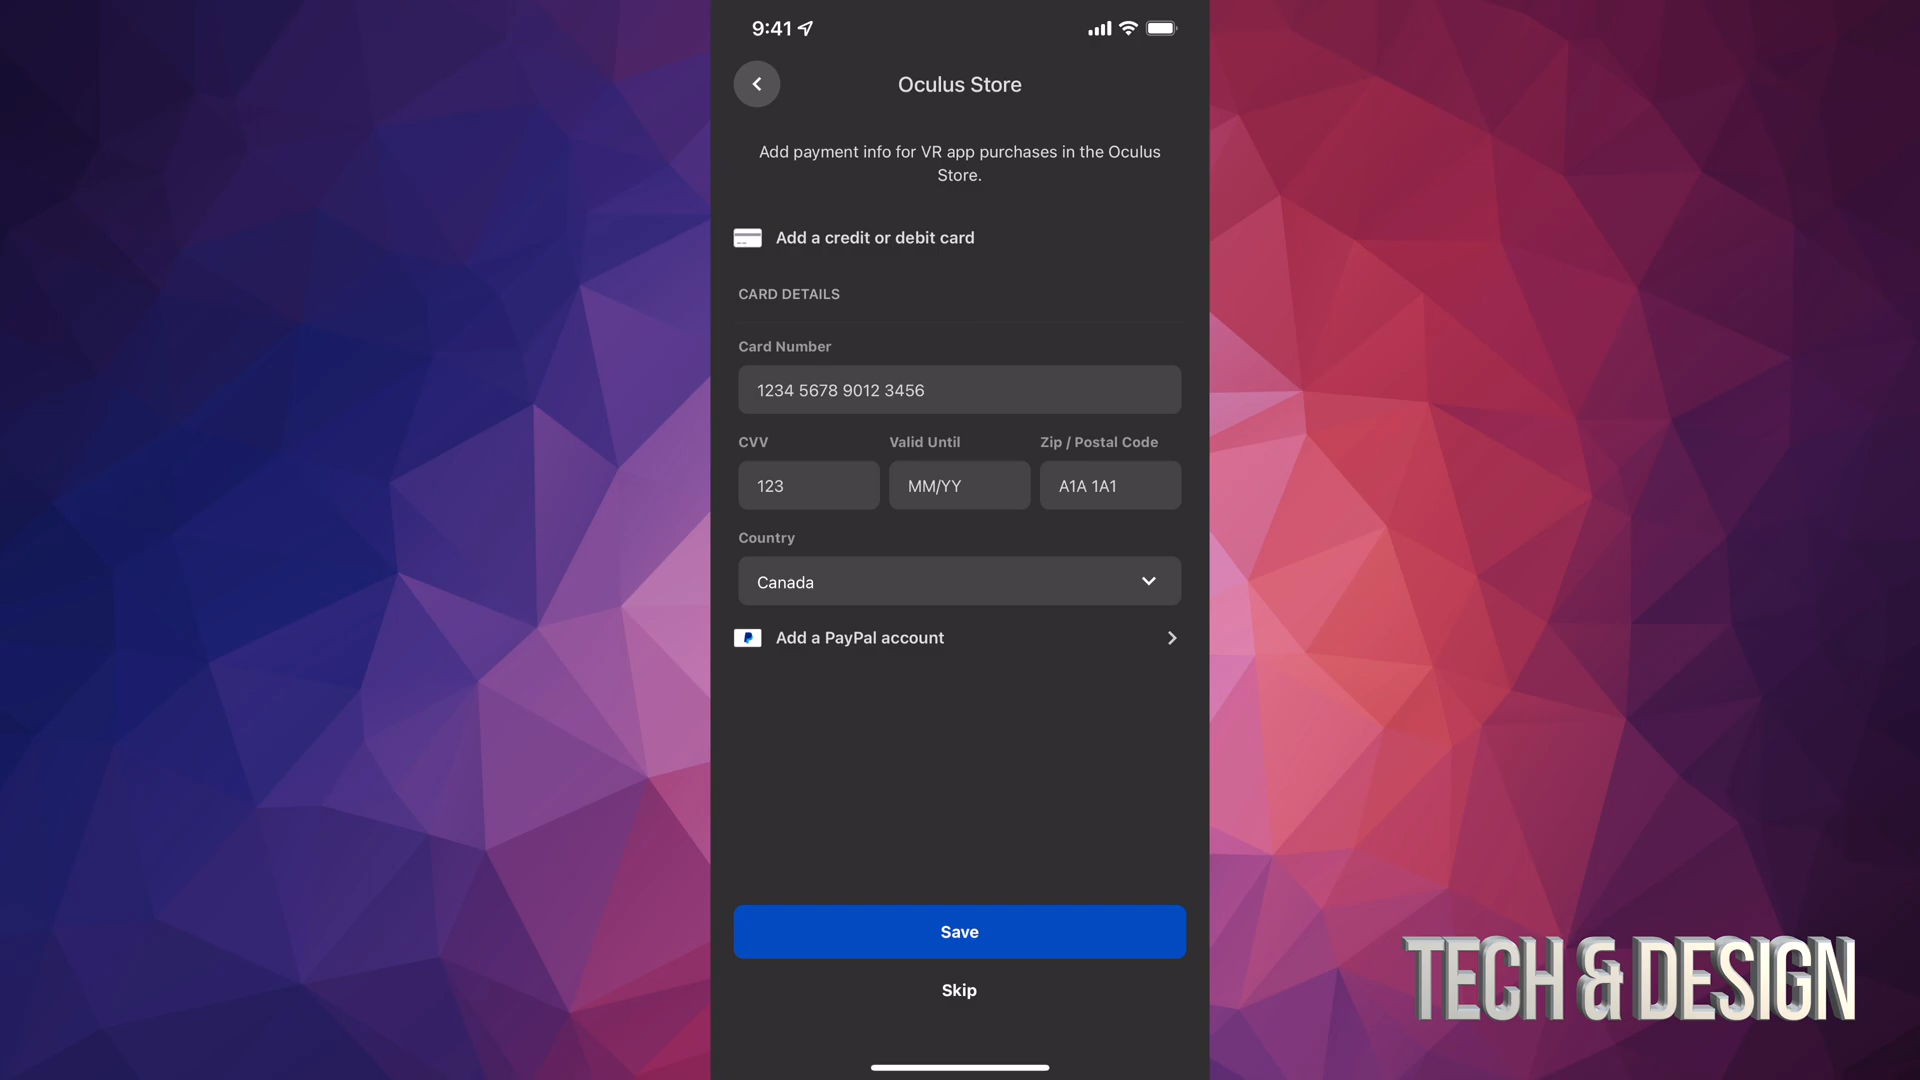 9:41
Oculus Store
Add payment info for VR app purchases in the Oculus
Store.
Add a credit or debit card
CARD DETAILS
Card Number
1234 5678 9012 3456
CVV Valid Until Zip / Postal Code
123 MM/YY A1A 1A1
Country
Canada
Add a PayPal account
Save
Skip
TECH & DESIGN